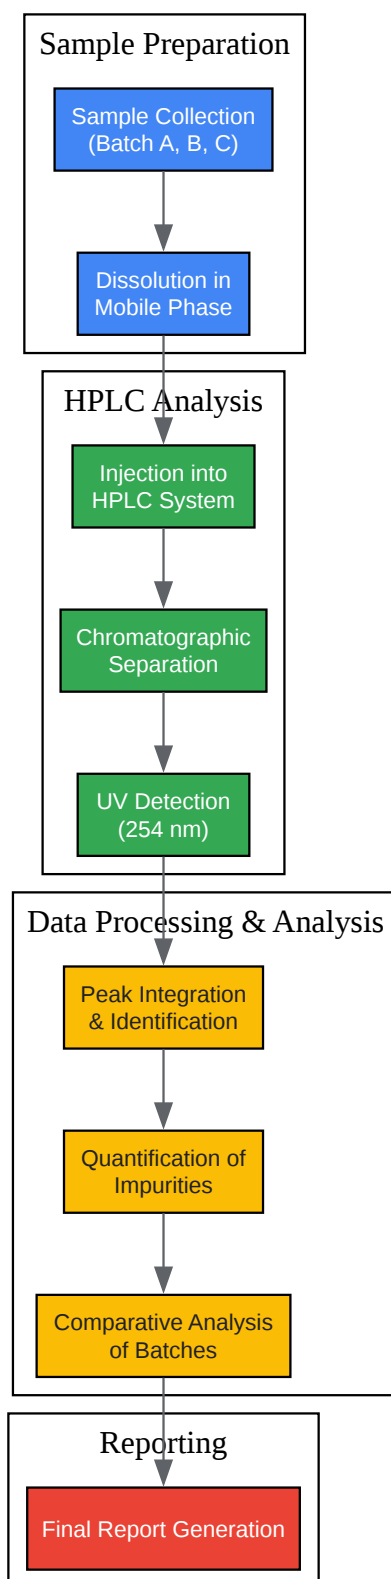 Sample Preparation
Sample Collection
(Batch A, B, C)
Dissolution in
Mobile Phase
HPLC Analysis
Injection into
HPLC System
Chromatographic
Separation
UV Detection
(254 nm)
Data Processing & Analysis
Peak Integration
& Identification
Quantification of
Impurities
Comparative Analysis
of Batches
Reporting
Final Report Generation